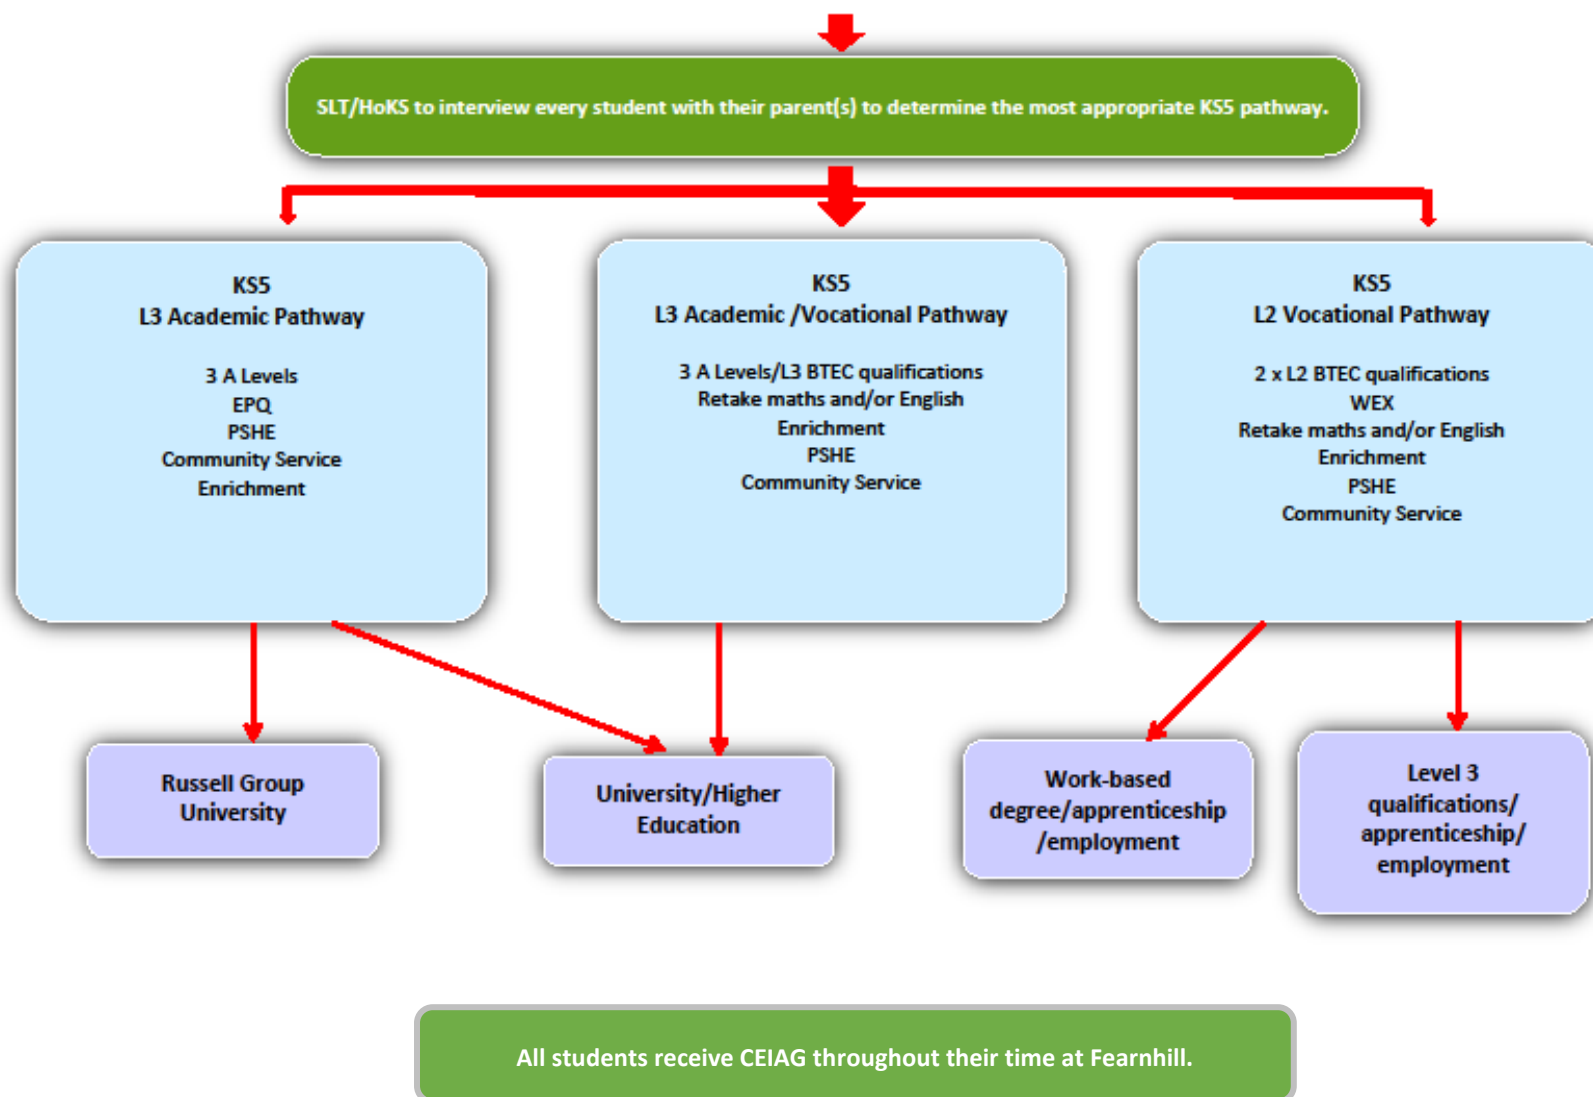 SLT/HoKS to interview every student with their parent(s) to determine the most appropriate KS5 pathway.
KS5
L3 Academic Pathway
3 A Levels
EPQ
PSHE
Community Service
Enrichment
KS5
L3 Academic /Vocational Pathway
3 A Levels/L3 BTEC qualifications
Retake maths and/or English
Enrichment
PSHE
Community Service
KS5
L2 Vocational Pathway
2 x L2 BTEC qualifications
WEX
Retake maths and/or English
Enrichment
PSHE
Community Service
Russell Group
University
University/Higher
Education
Work-based
degree/apprenticeship
/employment
Level 3
qualifications/
apprenticeship/
employment
All students receive CEIAG throughout their time at Fearnhill.